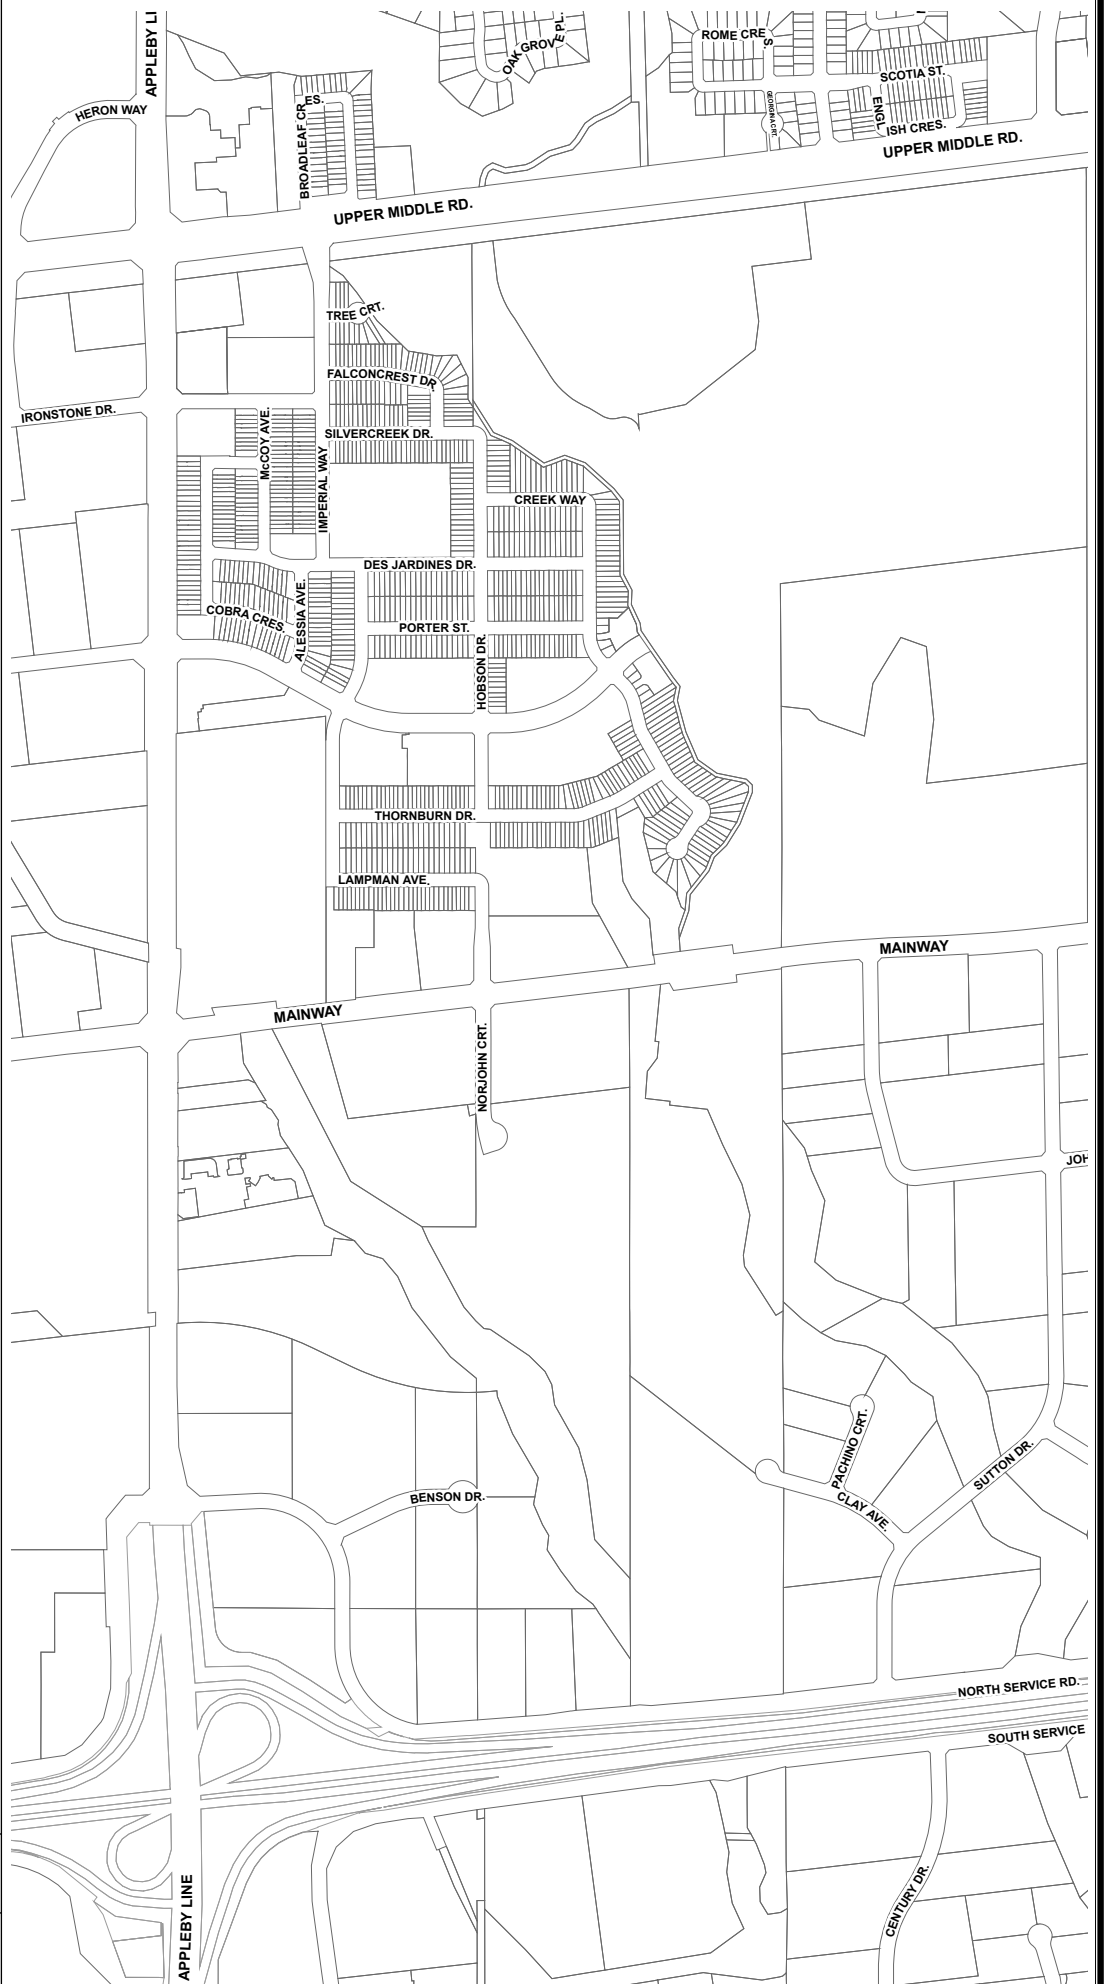 APPLEBY LI
OAK GROVE PL.
ROME CRES.
SCOTIA ST.
HERON WAY
BROADLEAF CRES.
GEORGINA CRT.
ENGLISH CRES.
UPPER MIDDLE RD.
UPPER MIDDLE RD.
TREE CRT.
FALCONCREST DR.
IRONSTONE DR.
McCOY AVE.
SILVERCREEK DR.
IMPERIAL WAY
CREEK WAY
DES JARDINES DR.
COBRA CRES.
ALESSIA AVE.
PORTER ST.
HOBSON DR.
THORNBURN DR.
LAMPMAN AVE.
MAINWAY
MAINWAY
NORJOHN CRT.
JOH
PACHINO CRT.
SUTTON DR.
BENSON DR.
CLAY AVE.
NORTH SERVICE RD.
SOUTH SERVICE
APPLEBY LINE
CENTURY DR.